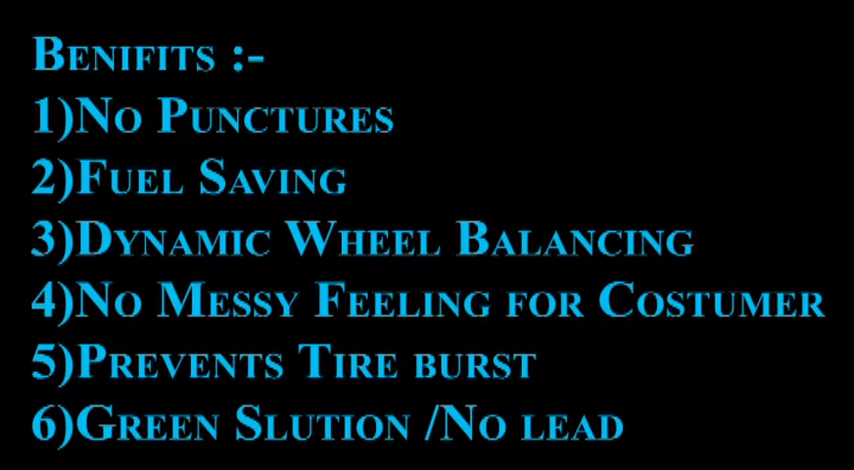 Benifits :-
1)No Punctures
2)Fuel Saving
3)Dynamic Wheel Balancing
4)No Messy Feeling for Costumer
5)Prevents Tire burst
6)Green Slution /No lead